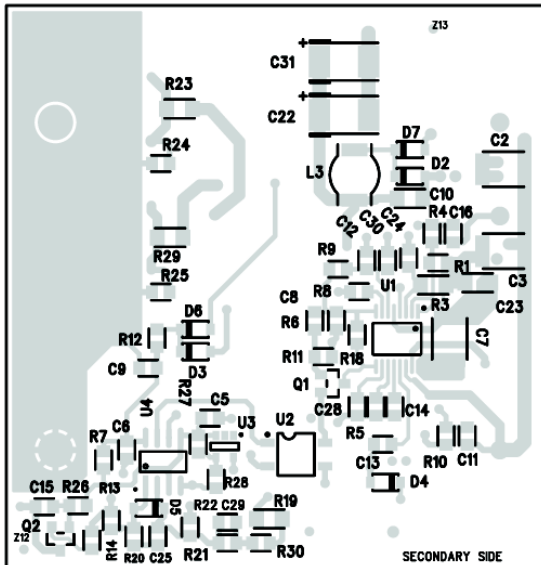 Z13
C31
R23
C22
D7
C2
R24
D2
L3
C10
C12
C30
C24
R4
C16
R29
R9
R1
C3
R25
R8
U1
R3
C23
C8
D6
R6
R12
R18
C7
D3
R11
C9
R27
Q1
U4
C5
C28
C14
U3
U2
C6
R7
R5
R10
C11
C13
R13
R28
D4
C15
R26
D5
R22
C29
R19
Q2
Z12
R14
R20
C25
R21
R30
SECONDARY SIDE
+
+